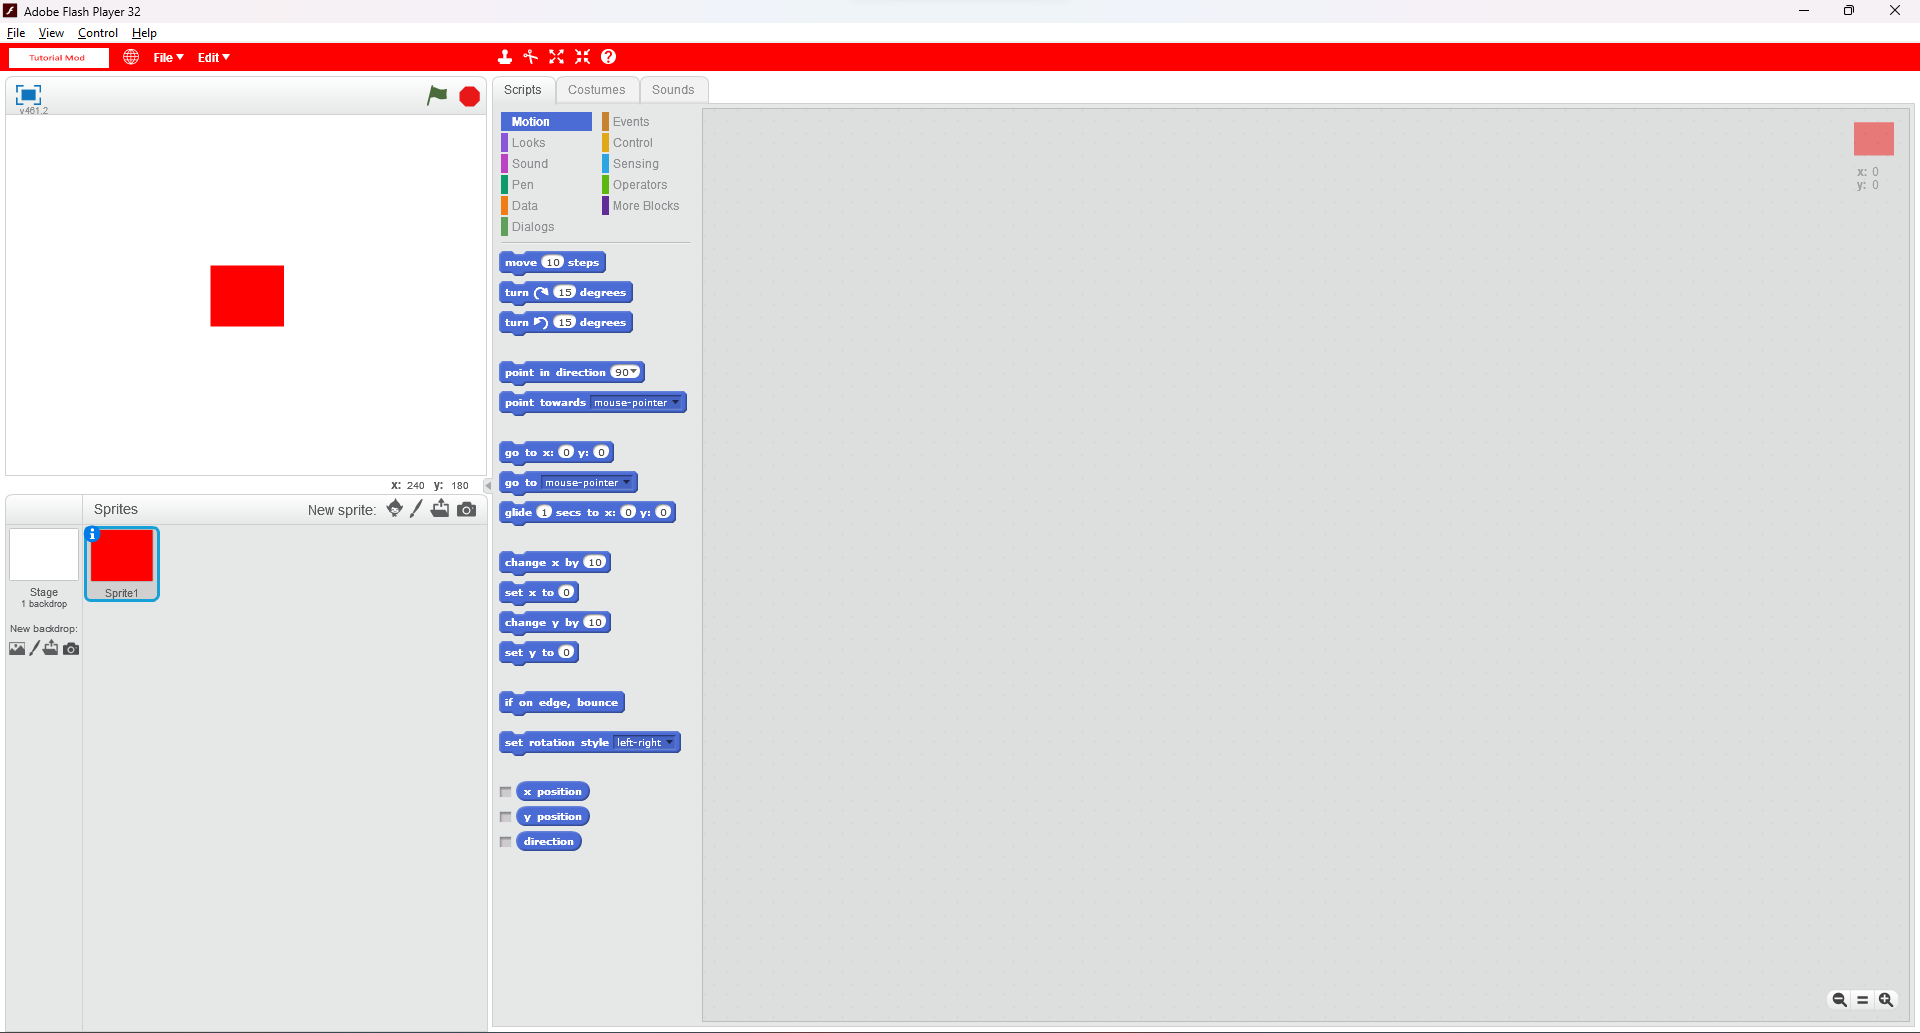 Adobe Flash Player 32
File View Control Help
Tutorial Mod File Edit
v461.2
Scripts Costumes Sounds
Motion Events
Looks Control
Sound Sensing
Pen Operators
Data More Blocks
Dialogs
x: 0
y: 0
move 10 steps
turn 15 degrees
turn 15 degrees
point in direction 90
point towards mouse-pointer
go to x: 0 y: 0
go to mouse-pointer
glide 1 secs to x: 0 y: 0
change x by 10
set x to 0
change y by 10
set y to 0
if on edge, bounce
set rotation style left-right
x position
y position
direction
x: 240 y: 180
Sprites New sprite:
Stage
1 backdrop
Sprite1
New backdrop: